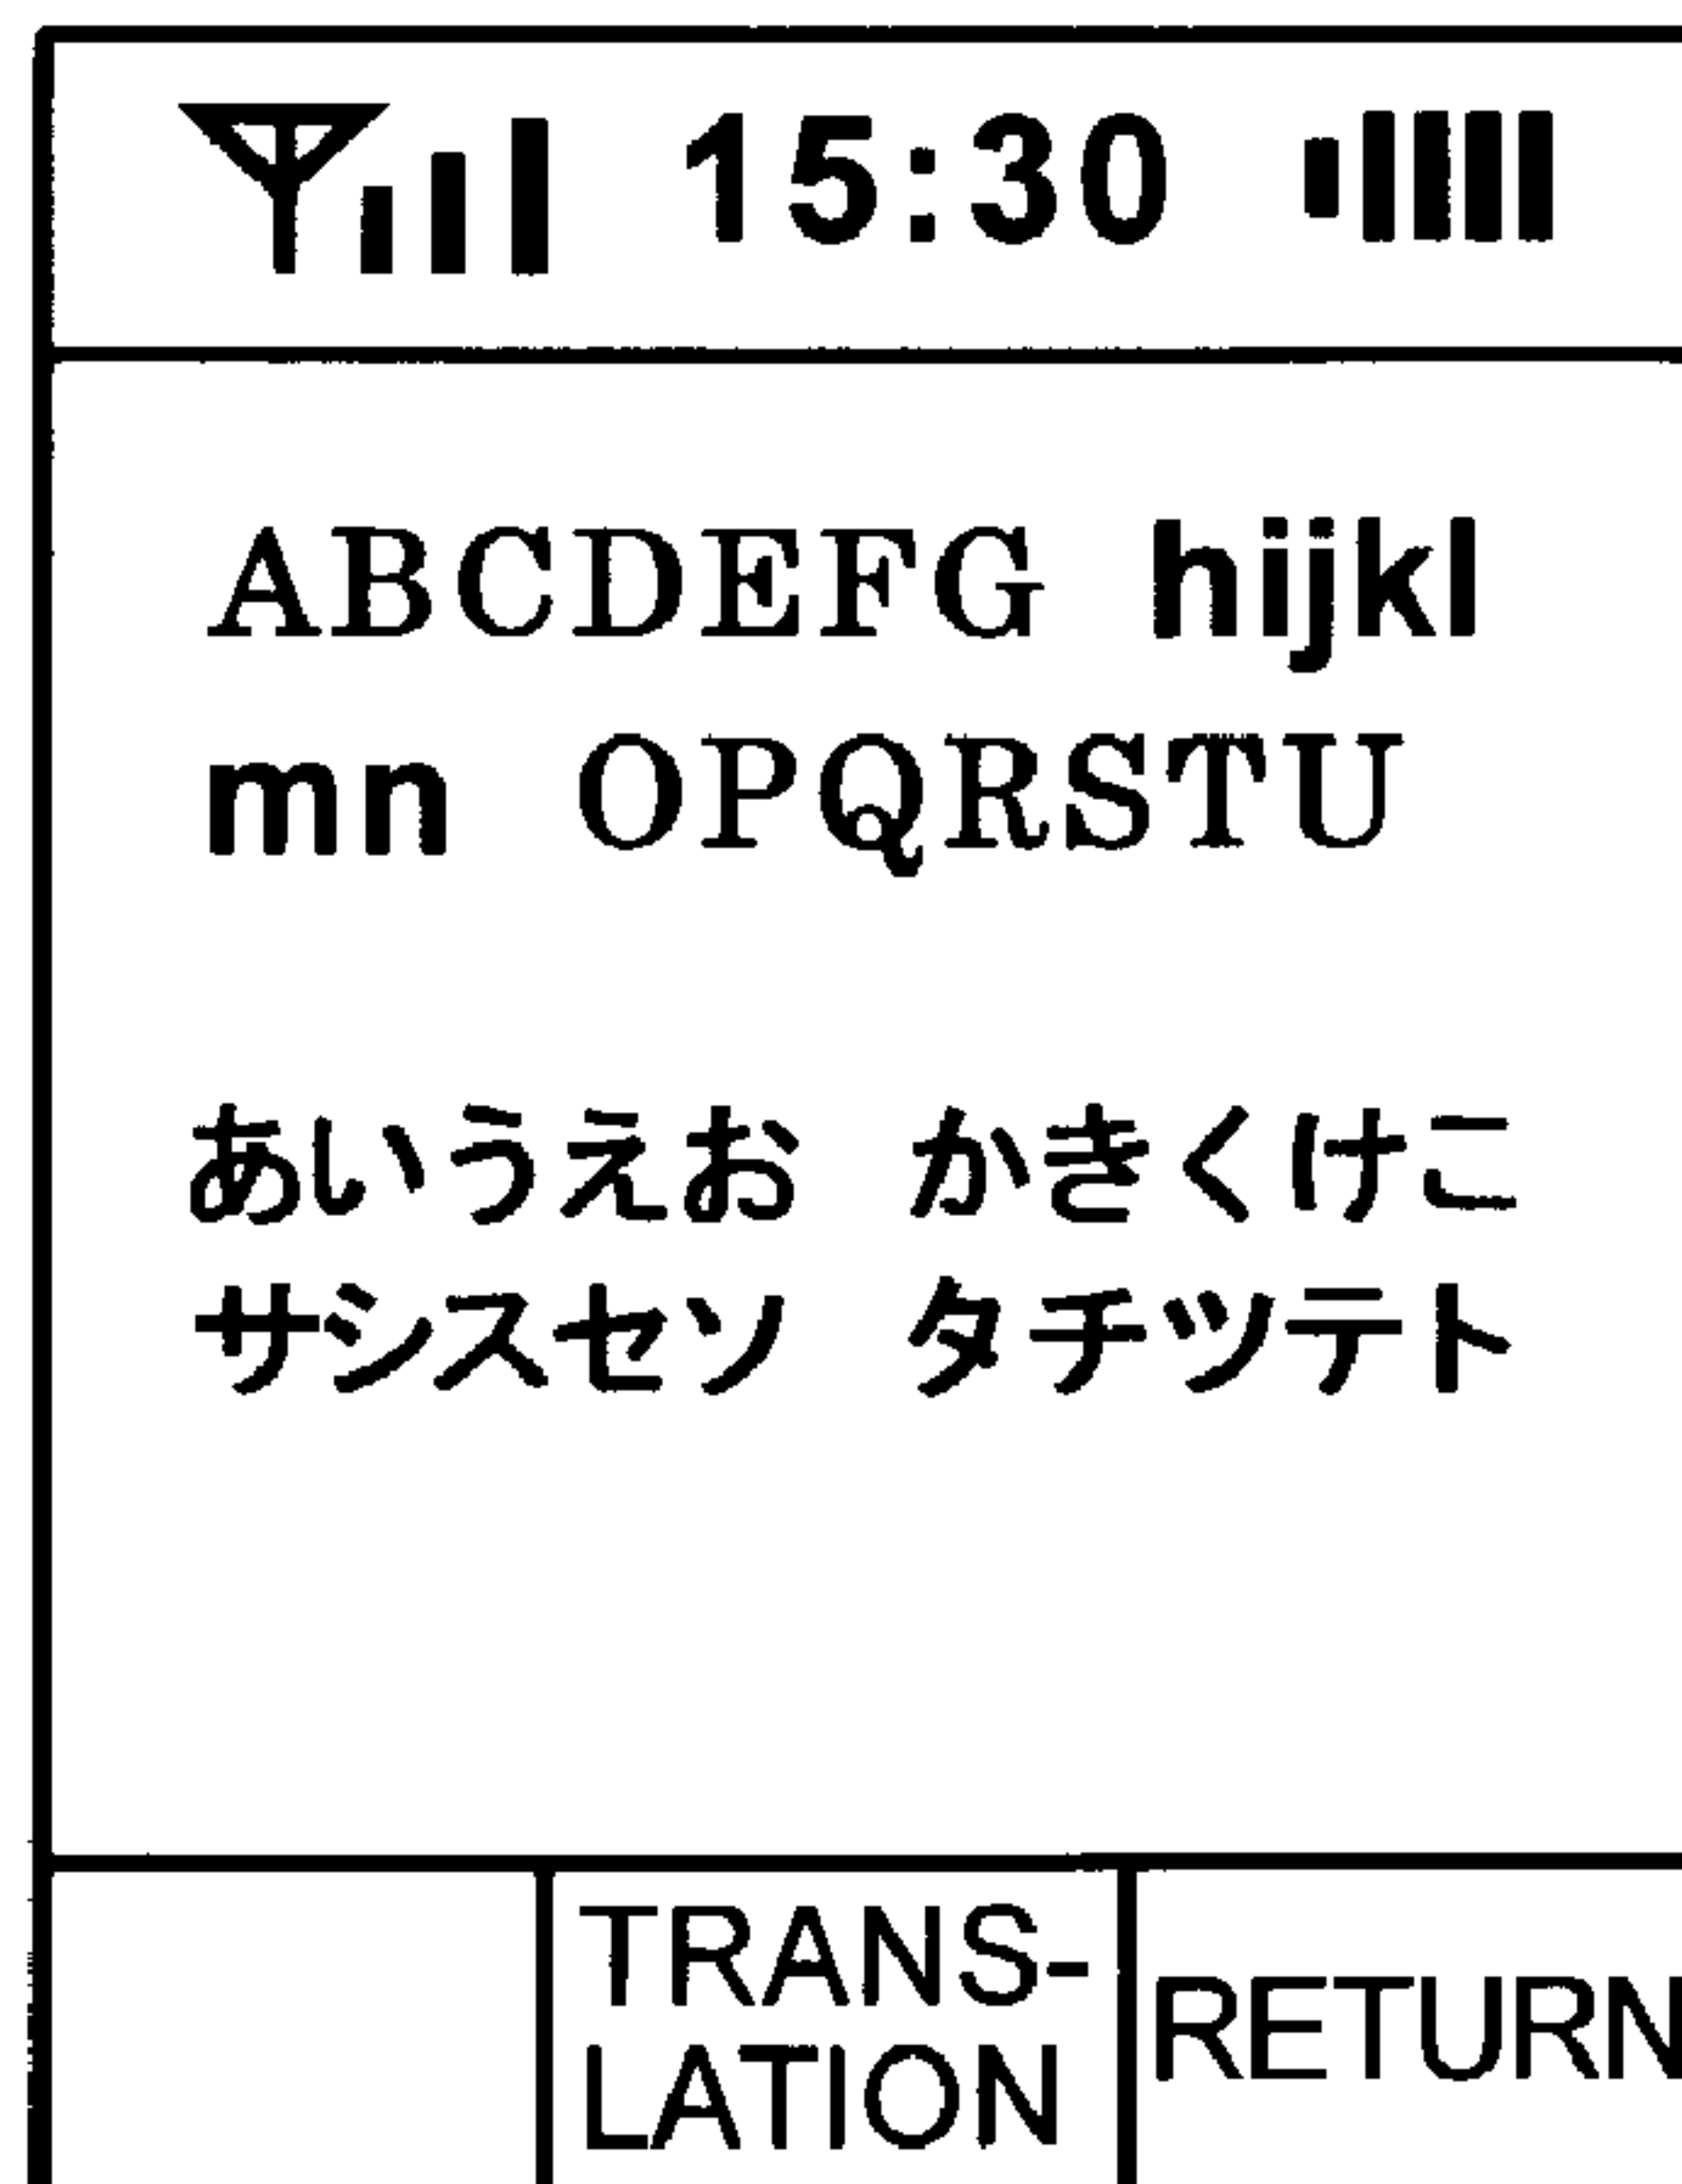 15:30
ABCDEFG hijkl
mn OPQRSTU
あいうえお かきくけこ
サシスセソ タチツテト
TRANS-
LATION
RETURN